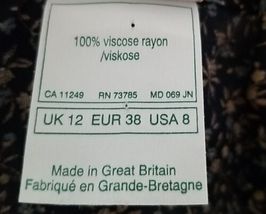 100% viscose rayon
/viskose
CA 11249 RN 73785 MD 069 JN
UK 12 EUR 38 USA 8
Made in Great Britain
Fabriqué en Grande-Bretagne